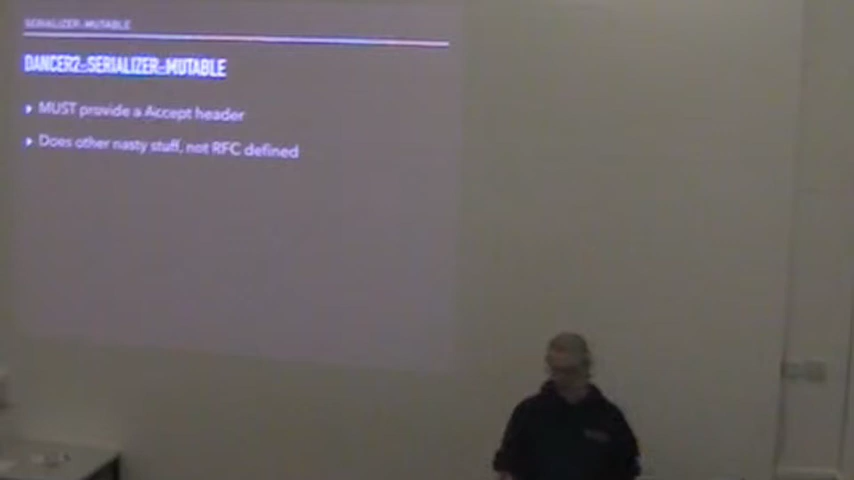 SERIALIZER::MUTABLE
DANCER2::SERIALIZER::MUTABLE
MUST provide a Accept header
Does other nasty stuff, not RFC defined